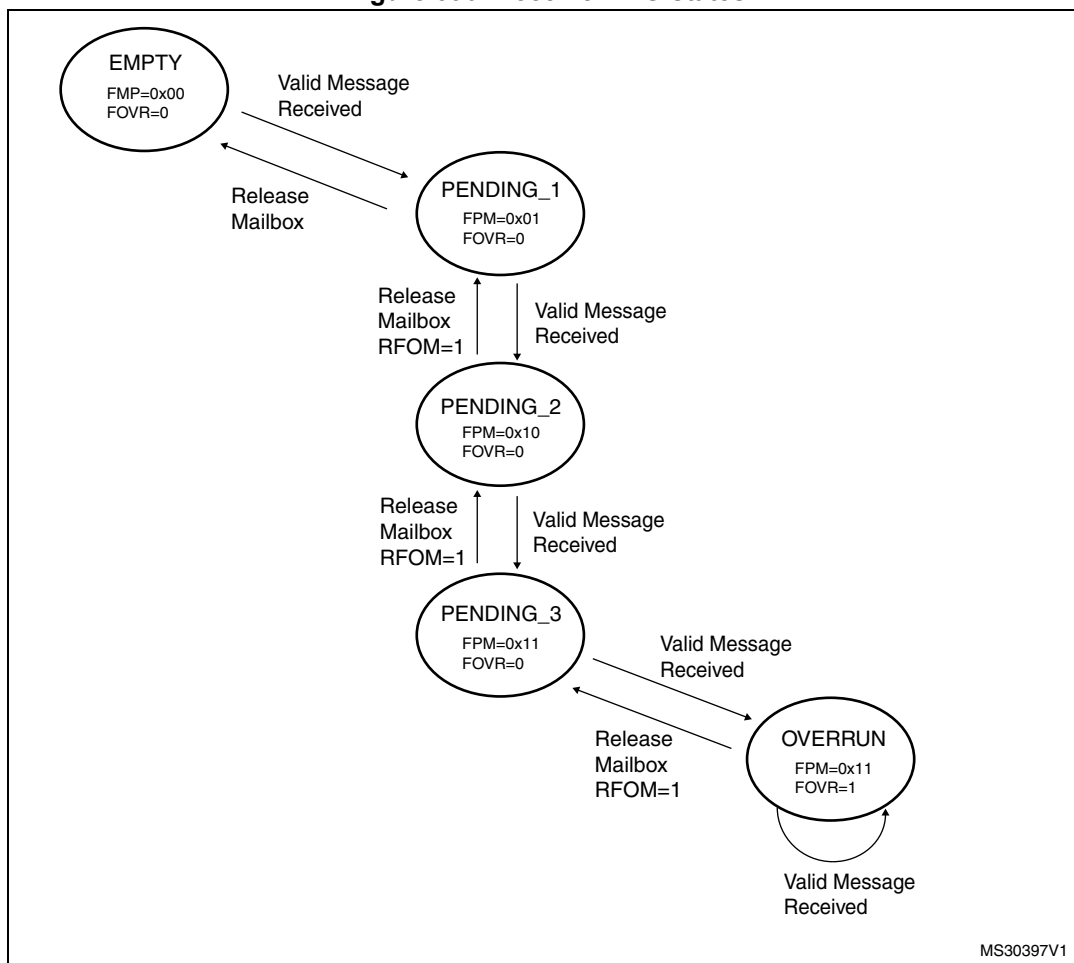 EMPTY
FMP=0x00
FOVR=0
Valid Message
Received
Release
Mailbox
PENDING_1
FPM=0x01
FOVR=0
Release
Mailbox
RFOM=1
Valid Message
Received
PENDING_2
FPM=0x10
FOVR=0
Release
Mailbox
RFOM=1
Valid Message
Received
PENDING_3
FPM=0x11
FOVR=0
Valid Message
Received
Release
Mailbox
RFOM=1
OVERRUN
FPM=0x11
FOVR=1
Valid Message
Received
MS30397V1